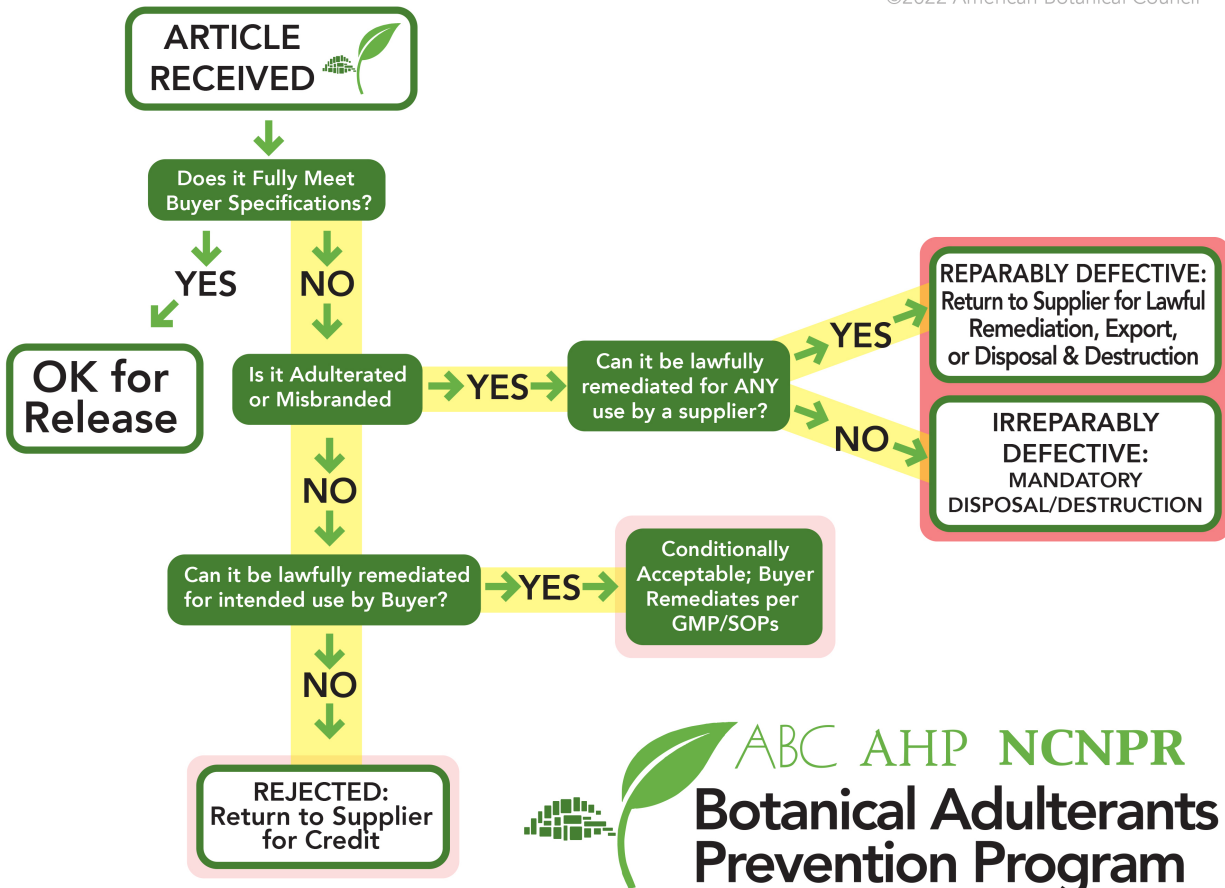 ©2022 American Botanical Council
ARTICLE
RECEIVED
Does it Fully Meet
Buyer Specifications?
YES
NO
OK for
Release
Is it Adulterated
or Misbranded
YES
Can it be lawfully
remediated for ANY
use by a supplier?
YES
REPARABLY DEFECTIVE:
Return to Supplier for Lawful
Remediation, Export,
or Disposal & Destruction
NO
IRREPARABLY
DEFECTIVE:
MANDATORY
DISPOSAL/DESTRUCTION
NO
Can it be lawfully remediated
for intended use by Buyer?
YES
Conditionally
Acceptable; Buyer
Remediates per
GMP/SOPs
NO
REJECTED:
Return to Supplier
for Credit
ABC AHP NCNPR
Botanical Adulterants
Prevention Program